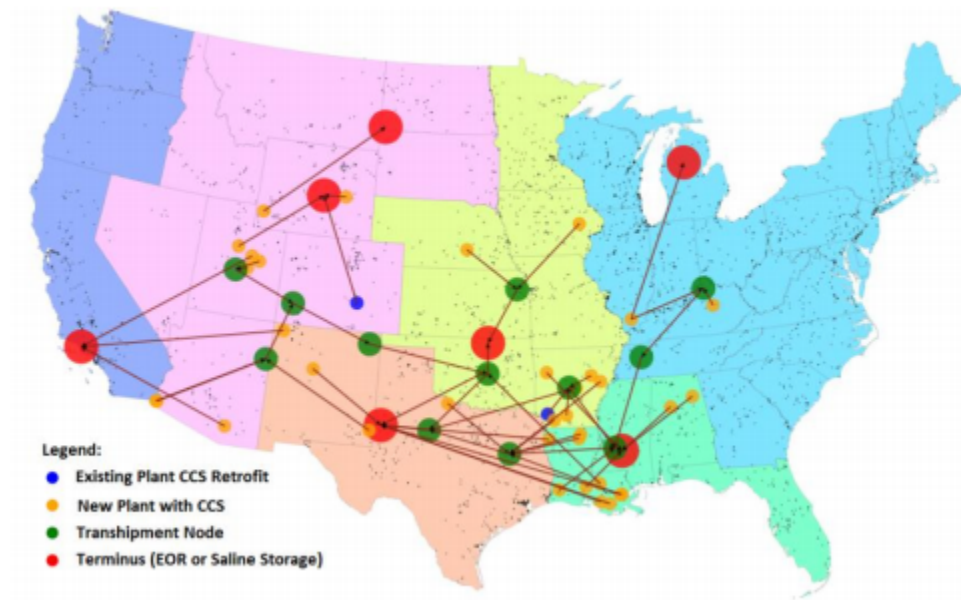 Legend:
Existing Plant CCS Retrofit
New Plant with CCS
Transhipment Node
Terminus (EOR or Saline Storage)